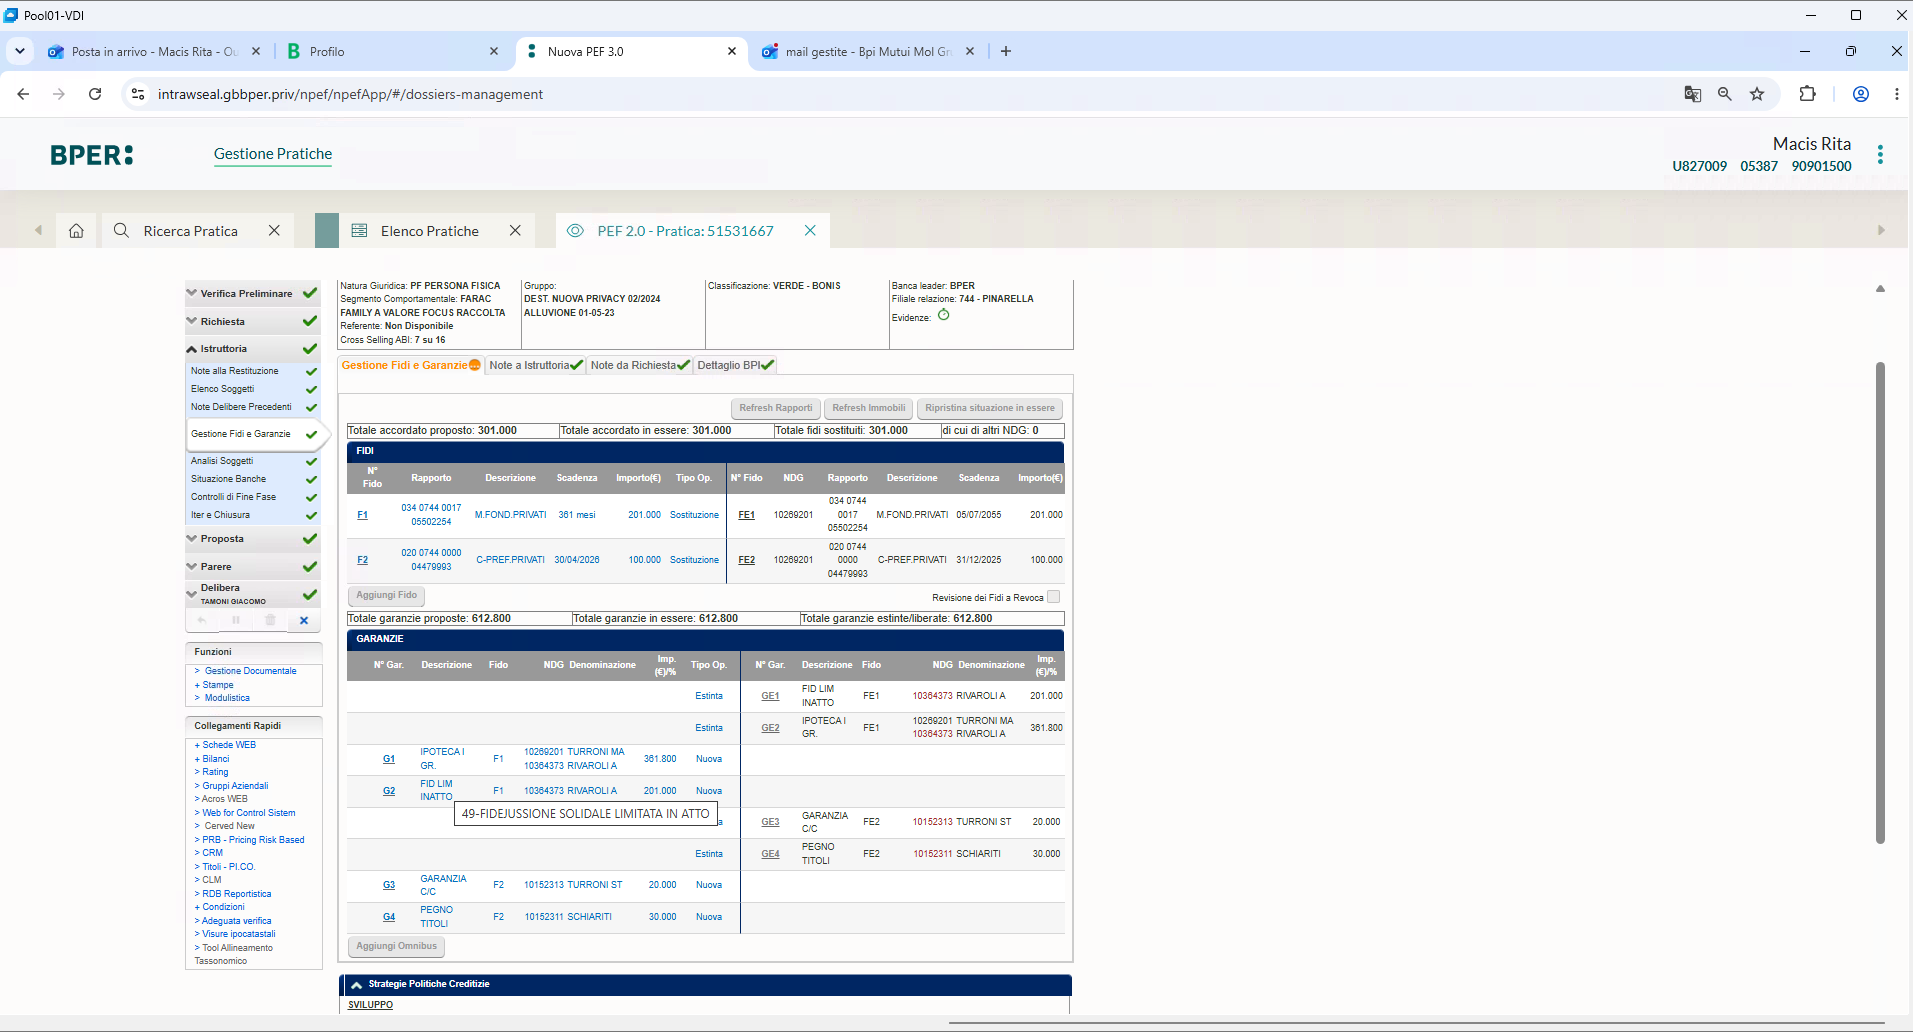 Pool01-VDI
Posta in arrivo - Macis Rita - Ou
Profilo
Nuova PEF 3.0
mail gestite - Bpi Mutui Mol Gr
intrawseal.gbbper.priv/npef/npefApp/#/dossiers-management
BPER:
Gestione Pratiche
Macis Rita
U827009 05387 90901500
Ricerca Pratica
Elenco Pratiche
PEF 2.0 - Pratica: 51531667
Verifica Preliminare
Richiesta
Istruttoria
Note alla Restituzione
Elenco Soggetti
Note Delibere Precedenti
Gestione Fidi e Garanzie
Analisi Soggetti
Situazione Banche
Controlli di Fine Fase
Iter e Chiusura
Proposta
Parere
Delibera
TAMONI GIACOMO
Funzioni
> Gestione Documentale
+ Stampe
> Modulistica
Collegamenti Rapidi
+ Schede WEB
+ Bilanci
> Rating
> Gruppi Aziendali
> Acros WEB
> Web for Control Sistem
> Cerved New
> PRB - Pricing Risk Based
> CRM
> Titoli - PI.CO.
> CLM
> RDB Reportistica
+ Condizioni
> Adeguata verifica
> Visure ipocatastali
> Tool Allineamento
Tassonomico
Natura Giuridica: PF PERSONA FISICA
Segmento Comportamentale: FARAC
FAMILY A VALORE FOCUS RACCOLTA
Referente: Non Disponibile
Cross Selling ABI: 7 su 16
Gruppo:
DEST. NUOVA PRIVACY 02/2024
ALLUVIONE 01-05-23
Classificazione: VERDE - BONIS
Banca leader: BPER
Filiale relazione: 744 - PINARELLA
Evidenze:
Gestione Fidi e Garanzie Note a Istruttoria Note da Richiesta Dettaglio BPI
Refresh Rapporti Refresh Immobili Ripristina situazione in essere
Totale accordato proposto: 301.000 Totale accordato in essere: 301.000 Totale fidi sostituiti: 301.000 di cui di altri NDG: 0
FIDI
N° Fido Rapporto Descrizione Scadenza Importo(€) Tipo Op. N° Fido NDG Rapporto Descrizione Scadenza Importo(€)
F1 034 0744 0017 05502254 M.FOND.PRIVATI 361 mesi 201.000 Sostituzione FE1 10269201 034 0744 0017 05502254 M.FOND.PRIVATI 05/07/2055 201.000
F2 020 0744 0000 04479993 C-PREF.PRIVATI 30/04/2026 100.000 Sostituzione FE2 10269201 020 0744 0000 04479993 C-PREF.PRIVATI 31/12/2025 100.000
Aggiungi Fido Revisione dei Fidi a Revoca
Totale garanzie proposte: 612.800 Totale garanzie in essere: 612.800 Totale garanzie estinte/liberate: 612.800
GARANZIE
N° Gar. Descrizione Fido NDG Denominazione Imp. (€)/% Tipo Op. N° Gar. Descrizione Fido NDG Denominazione Imp. (€)/%
Estinta GE1 FID LIM INATTO FE1 10364373 RIVAROLI A 201.000
Estinta GE2 IPOTECA I GR. FE1 10269201 TURRONI MA 10364373 RIVAROLI A 361.800
G1 IPOTECA I GR. F1 10269201 TURRONI MA 10364373 RIVAROLI A 361.800 Nuova
G2 FID LIM INATTO F1 10364373 RIVAROLI A 201.000 Nuova
49-FIDEJUSSIONE SOLIDALE LIMITATA IN ATTO
a GE3 GARANZIA C/C FE2 10152313 TURRONI ST 20.000
Estinta GE4 PEGNO TITOLI FE2 10152311 SCHIARITI 30.000
G3 GARANZIA C/C F2 10152313 TURRONI ST 20.000 Nuova
G4 PEGNO TITOLI F2 10152311 SCHIARITI 30.000 Nuova
Aggiungi Omnibus
Strategie Politiche Creditizie
SVILUPPO